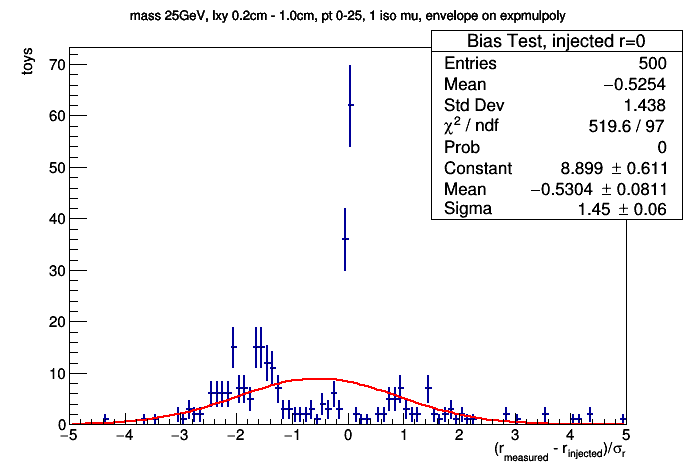 mass 25GeV, lxy 0.2cm - 1.0cm, pt 0-25, 1 iso mu, envelope on expmulpoly
Bias Test, injected r=0
Entries 500
Mean −0.5254
Std Dev 1.438
χ² / ndf 519.6 / 97
Prob 0
Constant 8.899 ± 0.611
Mean −0.5304 ± 0.0811
Sigma 1.45 ± 0.06
toys
70
60
50
40
30
20
10
0
−5 −4 −3 −2 −1 0 1 2 3 4 5
(r_measured - r_injected)/σ_r